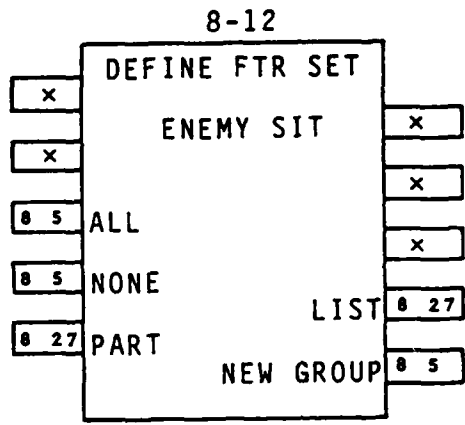 8-12
DEFINE FTR SET
×
ENEMY SIT
×
×
×
8 5 ALL
×
8 5 NONE
LIST 8 27
8 27 PART
NEW GROUP 8 5